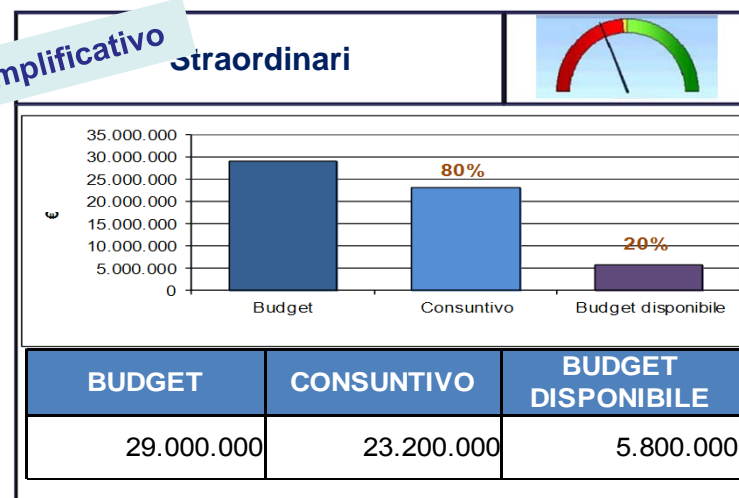 mplificativo
Straordinari
35.000.000
30.000.000
25.000.000
20.000.000
15.000.000
10.000.000
5.000.000
0
€
80%
20%
Budget Consuntivo Budget disponibile
BUDGET CONSUNTIVO BUDGET DISPONIBILE
29.000.000 23.200.000 5.800.000